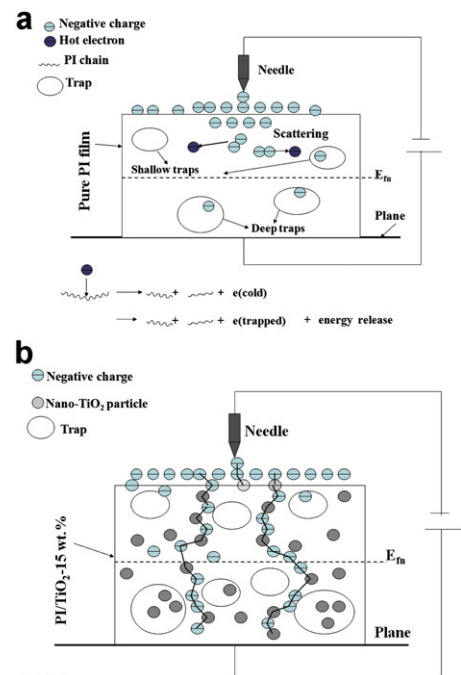 a
Negative charge
Hot electron
PI chain
Trap
Needle
Scattering
Shallow traps
Efn
Pure PI film
Plane
Deep traps
+ + e(cold)
+ + e(trapped) + energy release
b
Negative charge
Nano-TiO2 particle
Trap
Needle
Efn
PI/TiO2-15 wt.%
Plane